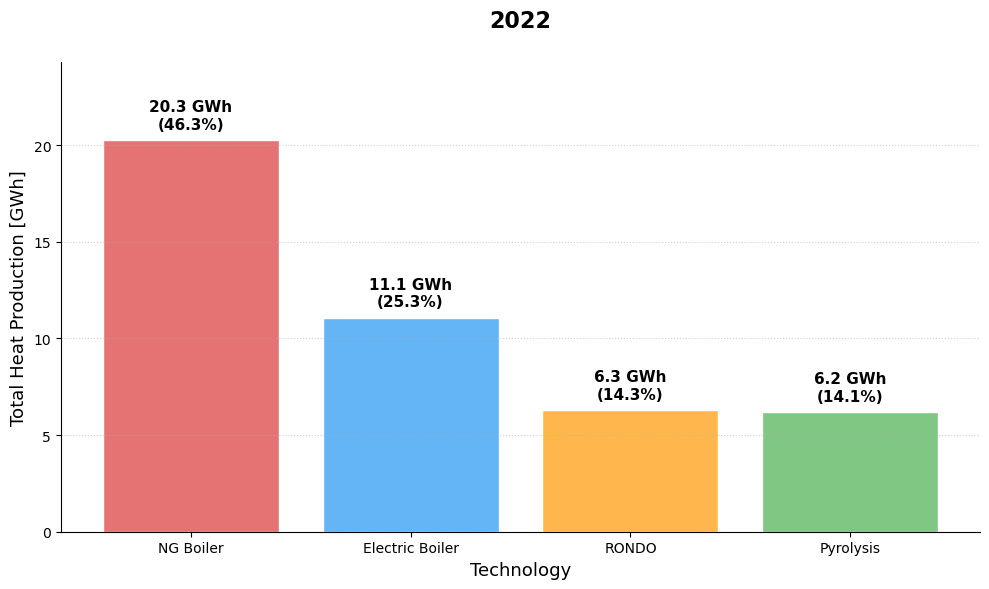 2022
Total Heat Production [GWh]
20
15
10
5
0
20.3 GWh
(46.3%)
11.1 GWh
(25.3%)
6.3 GWh
(14.3%)
6.2 GWh
(14.1%)
NG Boiler
Electric Boiler
RONDO
Pyrolysis
Technology